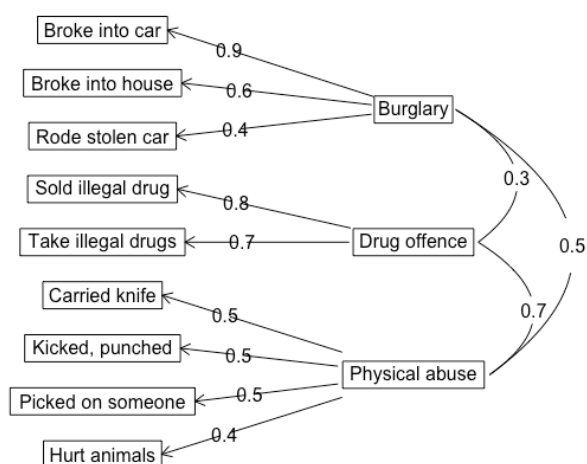 Broke into car
0.9
Broke into house
0.6
Burglary
Rode stolen car
0.4
0.3
Sold illegal drug
0.8
Take illegal drugs
0.7
Drug offence
0.5
Carried knife
0.5
0.7
Kicked, punched
0.5
Physical abuse
Picked on someone
0.5
Hurt animals
0.4